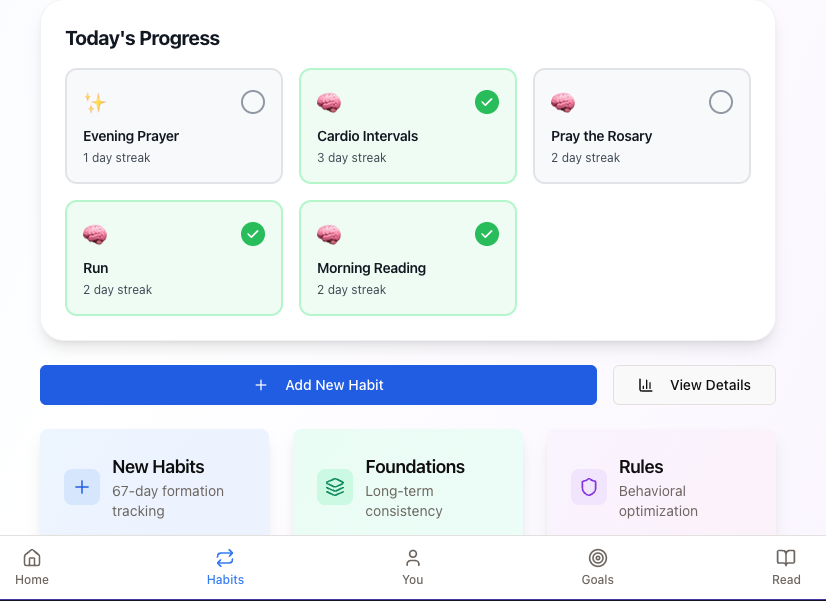 Today's Progress
Evening Prayer
1 day streak
Cardio Intervals
3 day streak
Pray the Rosary
2 day streak
Run
2 day streak
Morning Reading
2 day streak
Add New Habit
View Details
New Habits
67-day formation
tracking
Foundations
Long-term
consistency
Rules
Behavioral
optimization
Home
Habits
You
Goals
Read